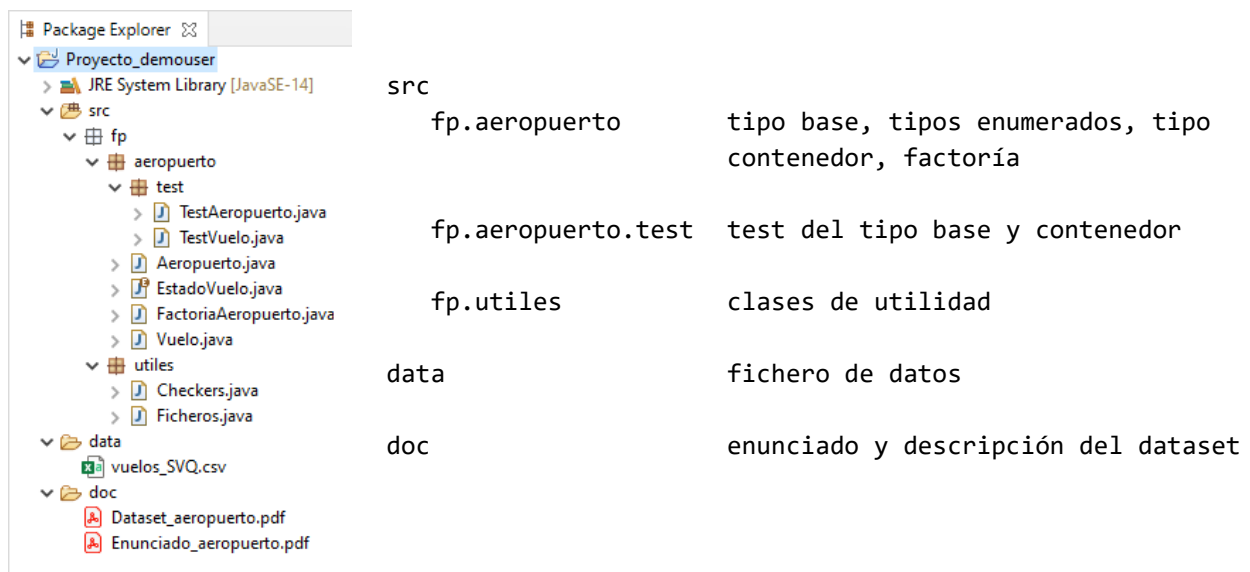 Package Explorer
Proyecto_demouser
JRE System Library [JavaSE-14]
src
fp
aeropuerto
test
TestAeropuerto.java
TestVuelo.java
Aeropuerto.java
EstadoVuelo.java
FactoriaAeropuerto.java
Vuelo.java
utiles
Checkers.java
Ficheros.java
data
vuelos_SVQ.csv
doc
Dataset_aeropuerto.pdf
Enunciado_aeropuerto.pdf
src
fp.aeropuerto tipo base, tipos enumerados, tipo
contenedor, factoría
fp.aeropuerto.test test del tipo base y contenedor
fp.utiles clases de utilidad
data fichero de datos
doc enunciado y descripción del dataset